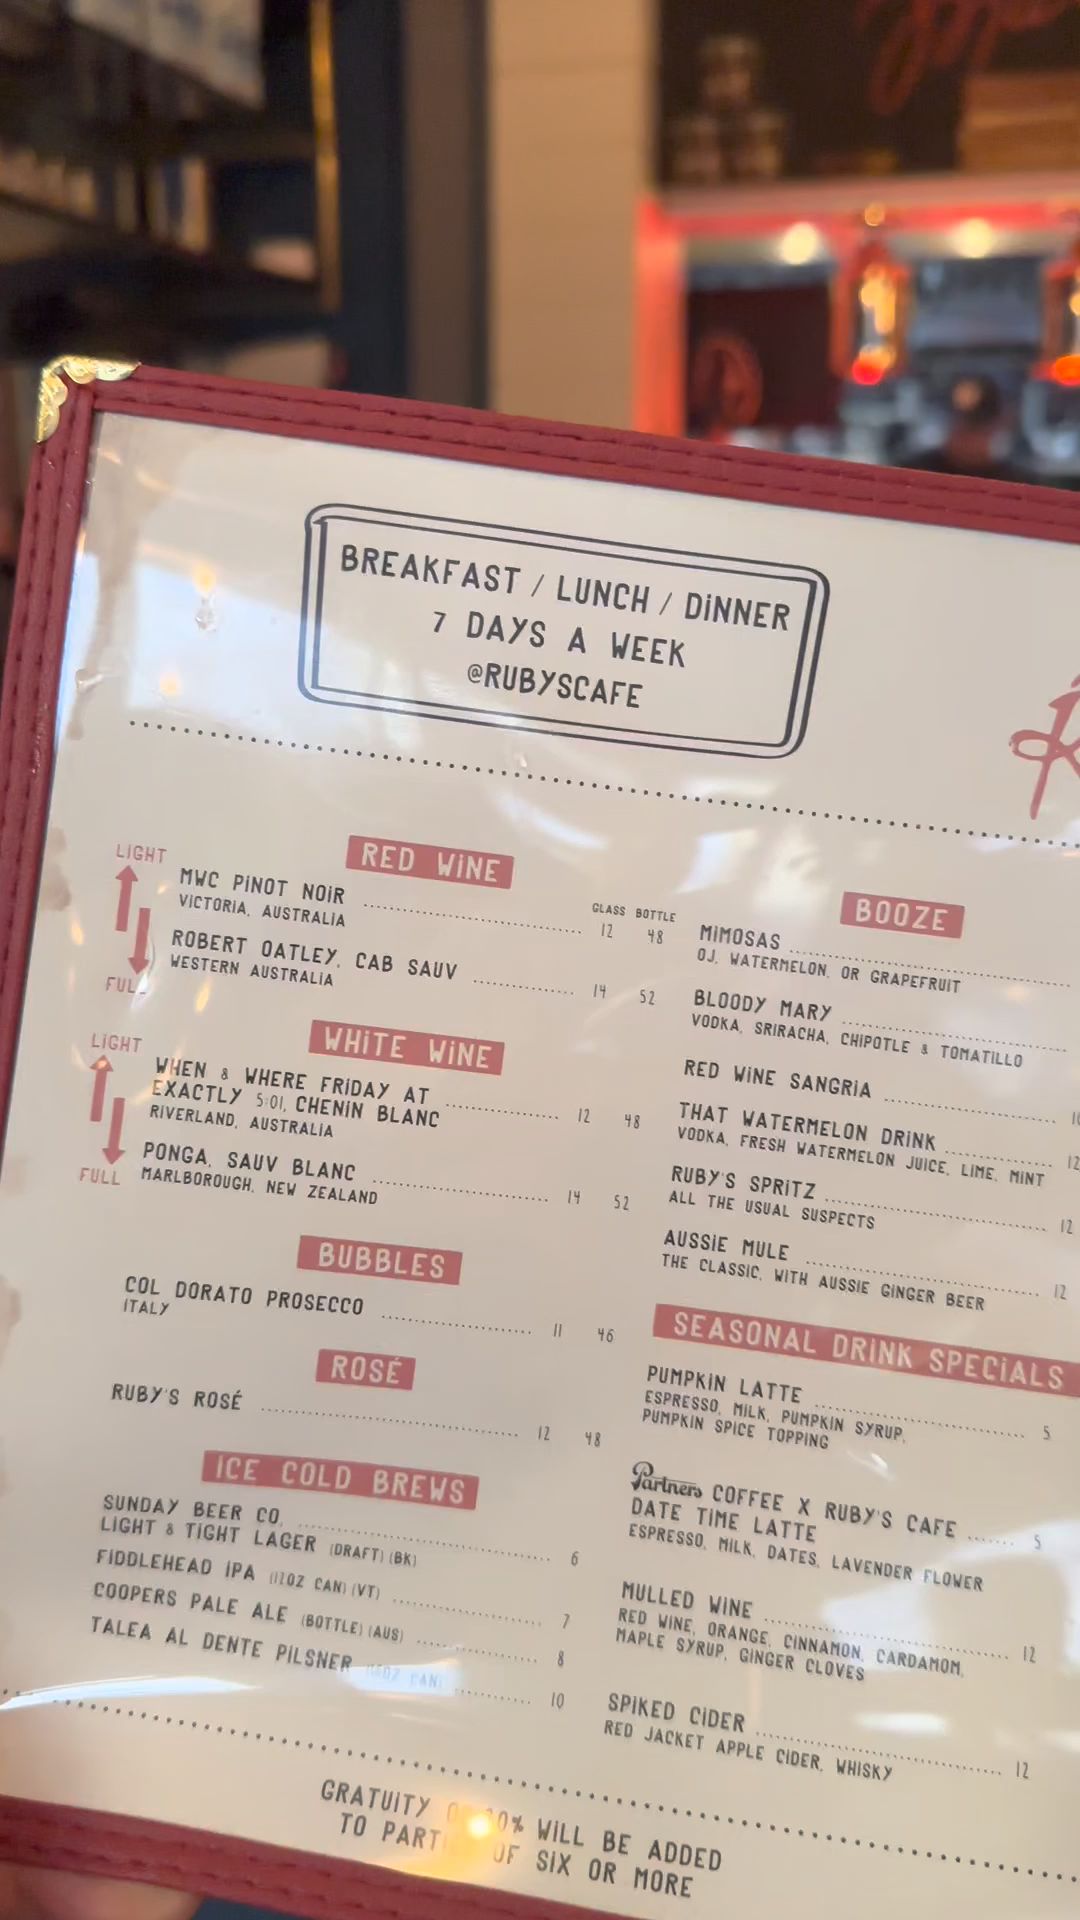 BREAKFAST / LUNCH / DINNER
7 DAYS A WEEK
@RUBYSCAFE
RED WINE
LIGHT
FULL
GLASS BOTTLE
MWC PINOT NOIR 12 48
VICTORIA, AUSTRALIA
ROBERT OATLEY, CAB SAUV 14 52
WESTERN AUSTRALIA
WHITE WINE
LIGHT
FULL
WHEN & WHERE FRIDAY AT
EXACTLY 5:01, CHENIN BLANC 12 48
RIVERLAND, AUSTRALIA
PONGA, SAUV BLANC 14 52
MARLBOROUGH, NEW ZEALAND
BUBBLES
COL DORATO PROSECCO 11 46
ITALY
ROSÉ
RUBY'S ROSÉ 12 48
ICE COLD BREWS
SUNDAY BEER CO,
LIGHT & TIGHT LAGER (DRAFT) (BK) 6
FIDDLEHEAD IPA (12OZ CAN) (VT) 7
COOPERS PALE ALE (BOTTLE) (AUS) 8
TALEA AL DENTE PILSNER (16OZ CAN) 10
BOOZE
MIMOSAS
OJ, WATERMELON, OR GRAPEFRUIT
BLOODY MARY
VODKA, SRIRACHA, CHIPOTLE & TOMATILLO
RED WINE SANGRIA
THAT WATERMELON DRINK 12
VODKA, FRESH WATERMELON JUICE, LIME, MINT
RUBY'S SPRITZ 12
ALL THE USUAL SUSPECTS
AUSSIE MULE 12
THE CLASSIC, WITH AUSSIE GINGER BEER
SEASONAL DRINK SPECIALS
PUMPKIN LATTE 5
ESPRESSO, MILK, PUMPKIN SYRUP,
PUMPKIN SPICE TOPPING
Partners COFFEE X RUBY'S CAFE 5
DATE TIME LATTE
ESPRESSO, MILK, DATES, LAVENDER FLOWER
MULLED WINE 12
RED WINE, ORANGE, CINNAMON, CARDAMOM,
MAPLE SYRUP, GINGER CLOVES
SPIKED CIDER 12
RED JACKET APPLE CIDER, WHISKY
GRATUITY WILL BE ADDED
TO OF SIX OR MORE